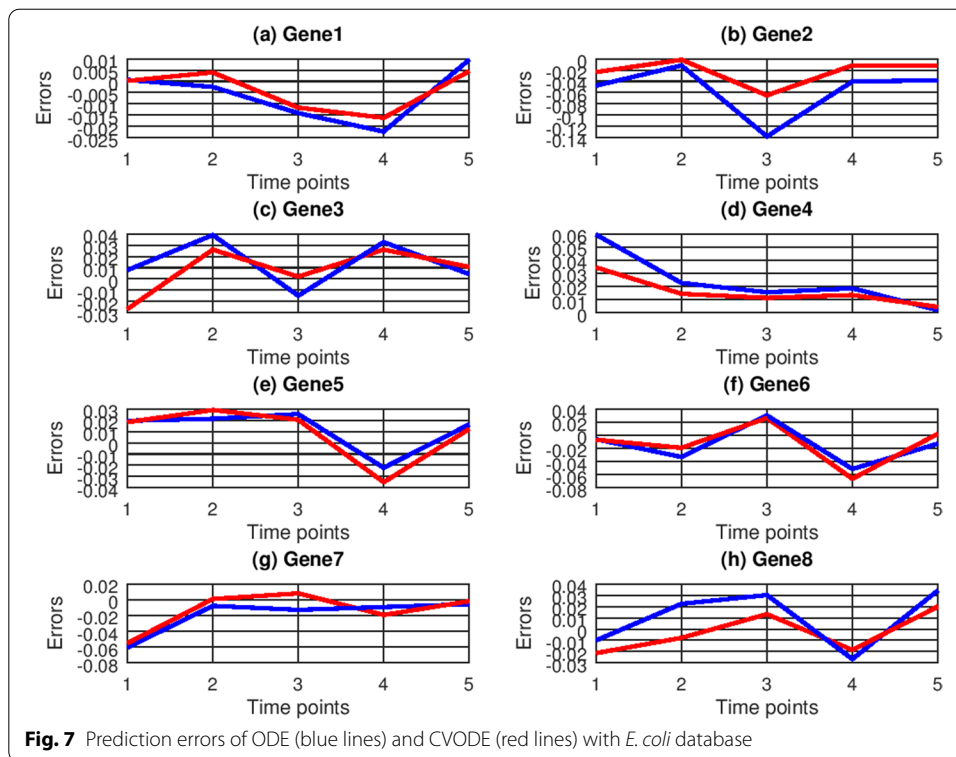 (a) Gene1
Errors
0.01
0.005
0
-0.005
-0.01
-0.015
-0.02
-0.025
1 2 3 4 5
Time points
(b) Gene2
Errors
0
-0.02
-0.04
-0.06
-0.08
-0.1
-0.12
-0.14
1 2 3 4 5
Time points
(c) Gene3
Errors
0.04
0.03
0.02
0.01
0
-0.01
-0.02
-0.03
1 2 3 4 5
Time points
(d) Gene4
Errors
0.06
0.05
0.04
0.03
0.02
0.01
0
1 2 3 4 5
Time points
(e) Gene5
Errors
0.03
0.02
0.01
0
-0.01
-0.02
-0.03
-0.04
1 2 3 4 5
Time points
(f) Gene6
Errors
0.04
0.02
0
-0.02
-0.04
-0.06
-0.08
1 2 3 4 5
Time points
(g) Gene7
Errors
0.02
0
-0.02
-0.04
-0.06
-0.08
1 2 3 4 5
Time points
(h) Gene8
Errors
0.04
0.03
0.02
0.01
0
-0.01
-0.02
-0.03
1 2 3 4 5
Time points
Fig. 7 Prediction errors of ODE (blue lines) and CVODE (red lines) with E. coli database